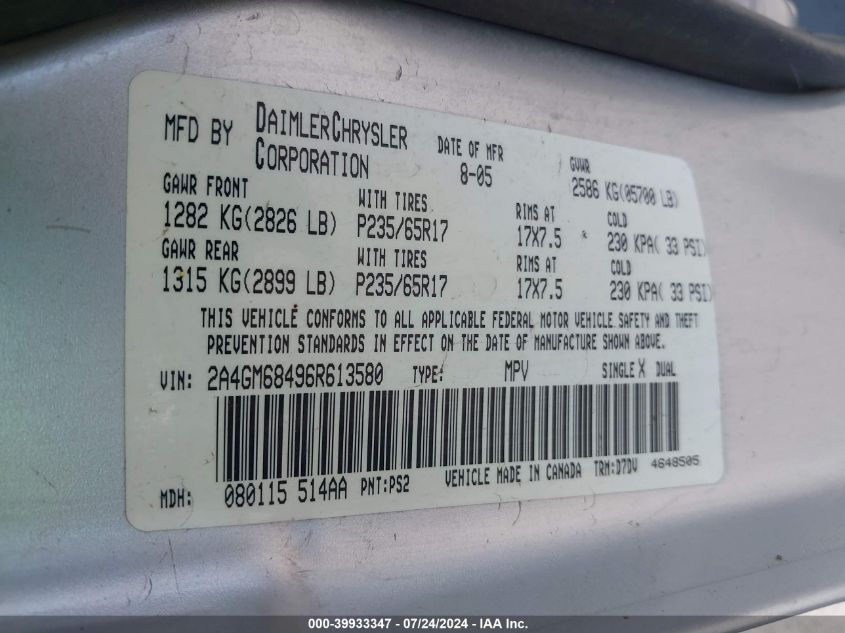 MFD BY DAIMLERCHRYSLER CORPORATION DATE OF MFR 8-05 GVWR 2586 KG(05700 LB)
GAWR FRONT WITH TIRES RIMS AT COLD
1282 KG(2826 LB) P235/65R17 17X7.5 * 230 KPA( 33 PSI)
GAWR REAR WITH TIRES RIMS AT COLD
1315 KG(2899 LB) P235/65R17 17X7.5 230 KPA( 33 PSI)
THIS VEHICLE CONFORMS TO ALL APPLICABLE FEDERAL MOTOR VEHICLE SAFETY AND THEFT
PREVENTION STANDARDS IN EFFECT ON THE DATE OF MANUFACTURE SHOWN ABOVE.
VIN: 2A4GM68496R613580 TYPE: MPV SINGLE X DUAL
MDH: 080115 514AA PNT:PS2 VEHICLE MADE IN CANADA TRM:D7DV 4648505
000-39933347 / 07/24/2024 - © IAA Inc.